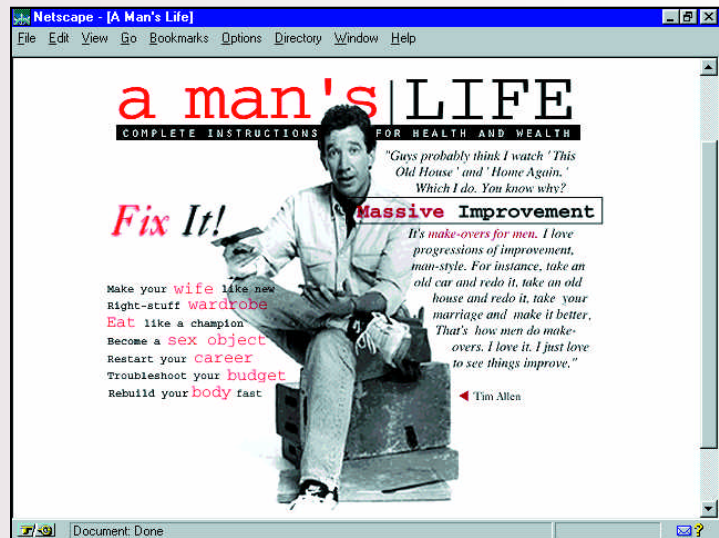 Netscape - [A Man's Life]
File Edit View Go Bookmarks Options Directory Window Help
a man's LIFE
COMPLETE INSTRUCTIONS FOR HEALTH AND WEALTH
"Guys probably think I watch 'This
Old House' and 'Home Again.'
Which I do. You know why?
Fix It!
Massive Improvement
It's make-overs for men. I love
progressions of improvement,
man-style. For instance, take an
old car and redo it, take an old
house and redo it, take your
marriage and make it better,
That's how men do make-
overs. I love it. I just love
to see things improve."
Tim Allen
Make your wife like new
Right-stuff wardrobe
Eat like a champion
Become a sex object
Restart your career
Troubleshoot your budget
Rebuild your body fast
Document: Done